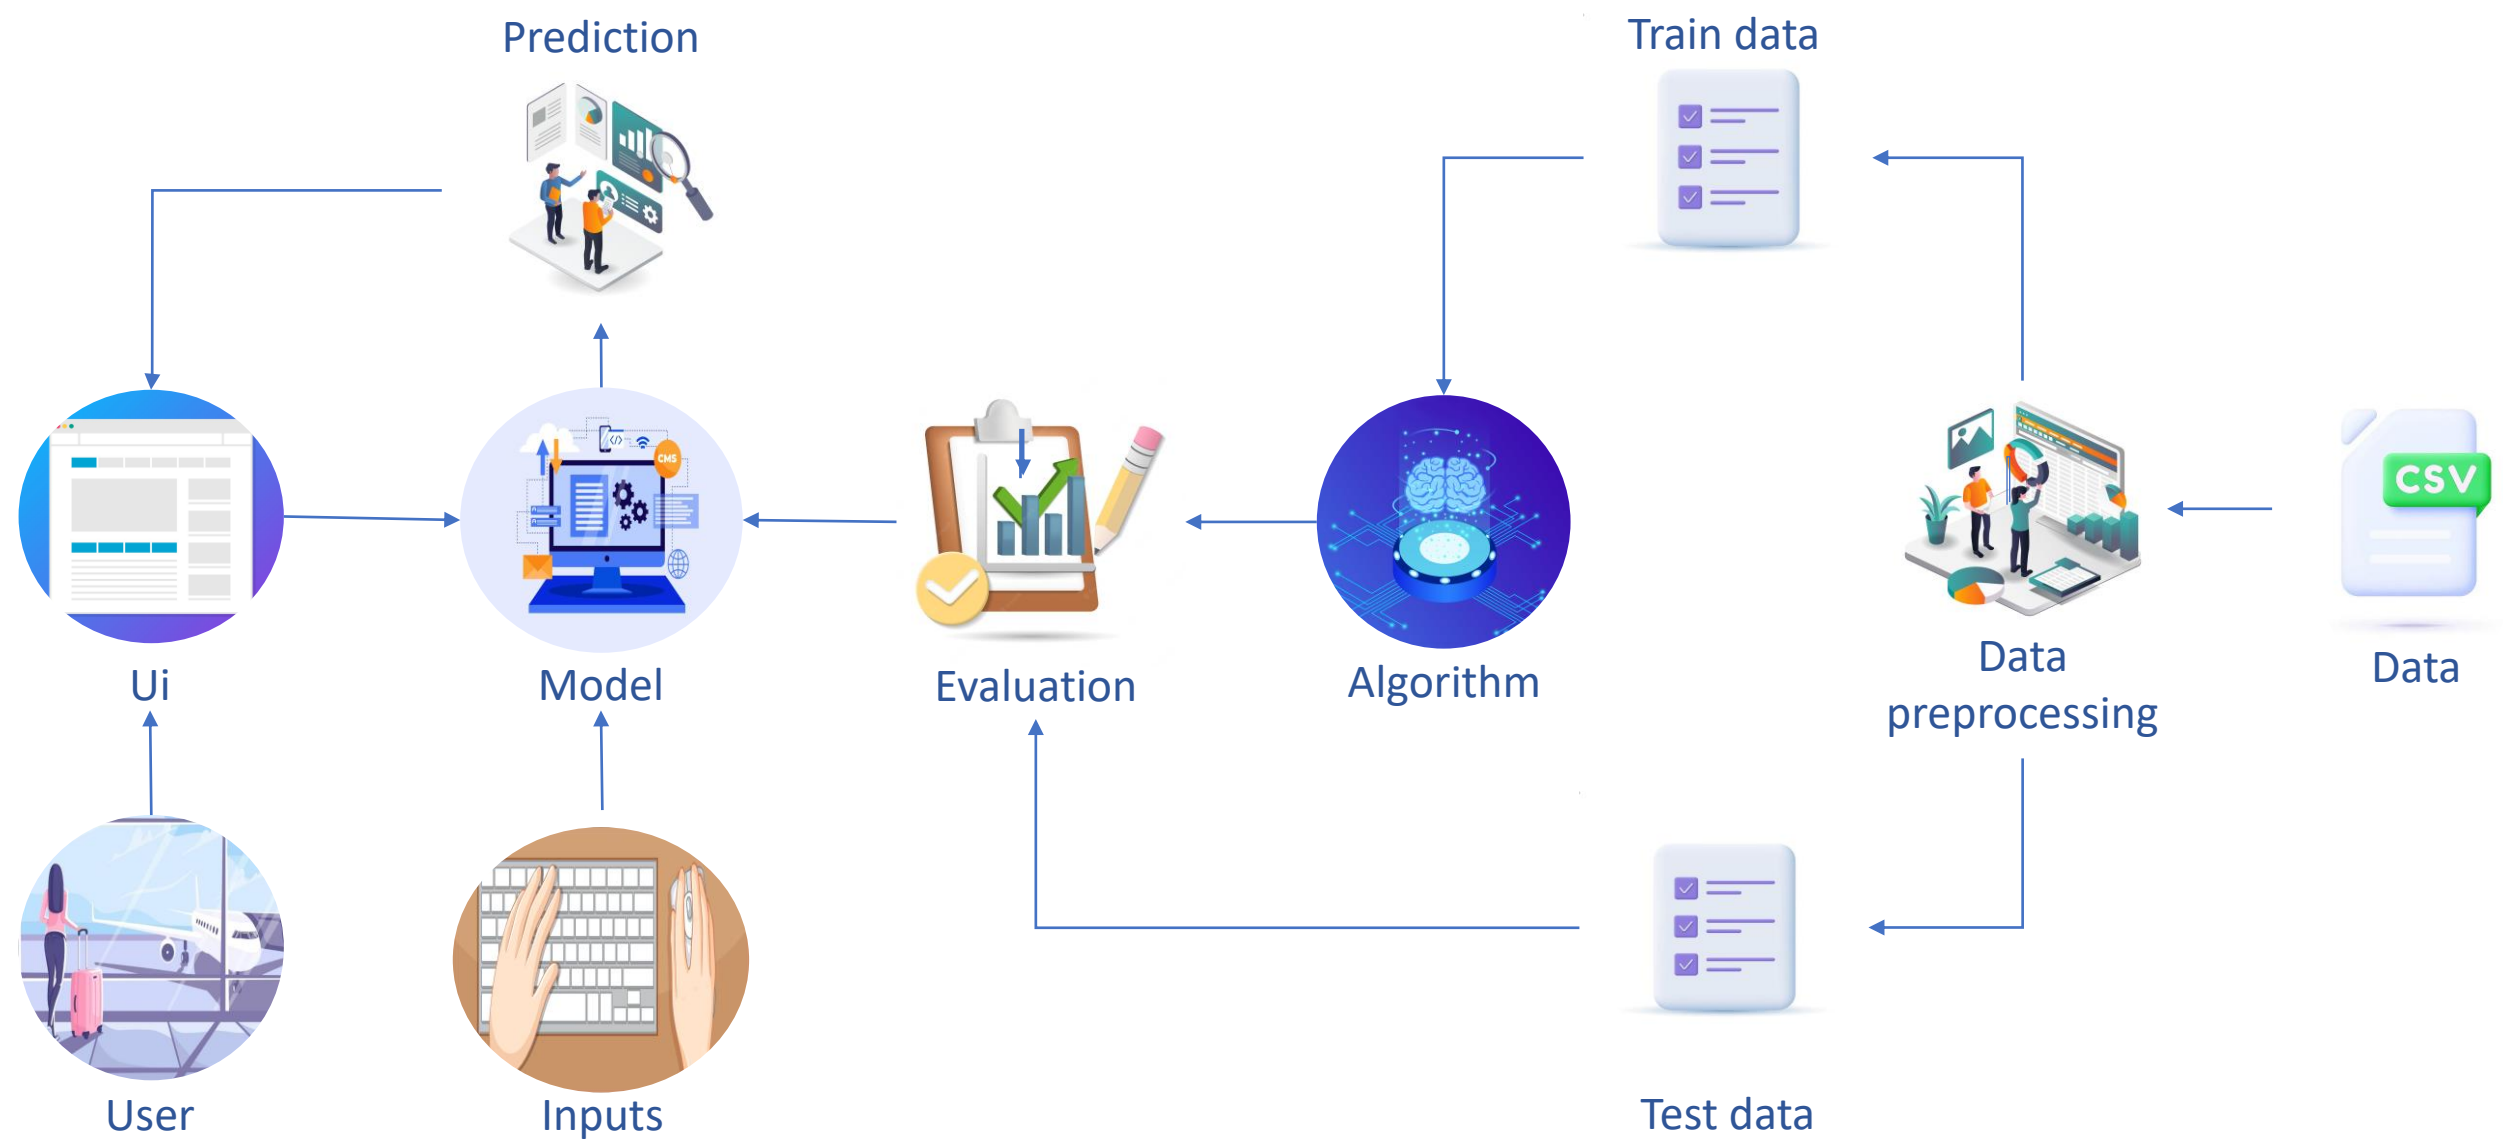 Prediction
Train data
CMS
</>
CSV
Ui
Model
Evaluation
Algorithm
Data
preprocessing
Data
User
Inputs
Test data